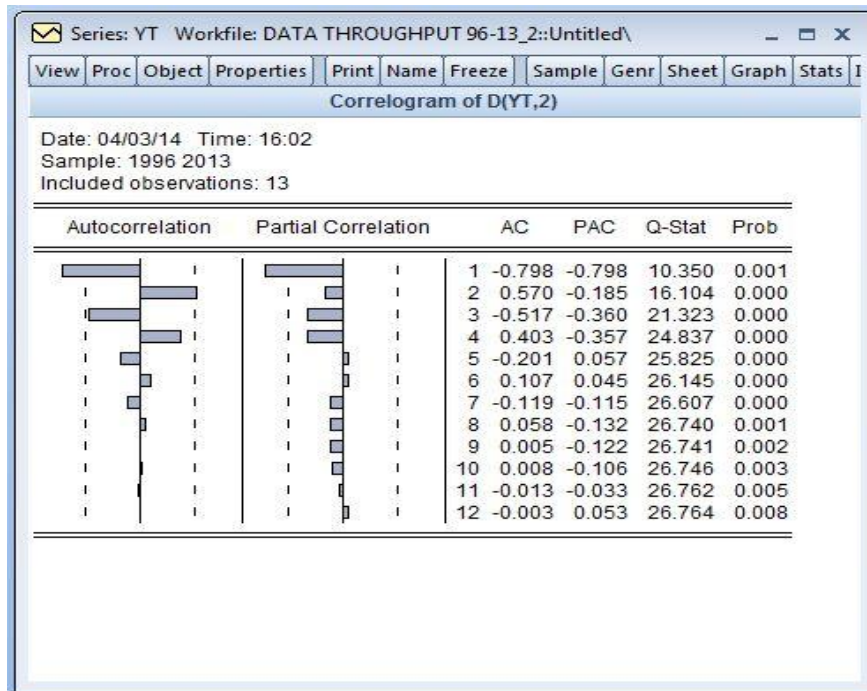 Series: YT Workfile: DATA THROUGHPUT 96-13_2::Untitled\
View Proc Object Properties Print Name Freeze Sample Genr Sheet Graph Stats
Correlogram of D(YT,2)
Date: 04/03/14 Time: 16:02
Sample: 1996 2013
Included observations: 13
Autocorrelation Partial Correlation AC PAC Q-Stat Prob
1 -0.798 -0.798 10.350 0.001
2 0.570 -0.185 16.104 0.000
3 -0.517 -0.360 21.323 0.000
4 0.403 -0.357 24.837 0.000
5 -0.201 0.057 25.825 0.000
6 0.107 0.045 26.145 0.000
7 -0.119 -0.115 26.607 0.000
8 0.058 -0.132 26.740 0.001
9 0.005 -0.122 26.741 0.002
10 0.008 -0.106 26.746 0.003
11 -0.013 -0.033 26.762 0.005
12 -0.003 0.053 26.764 0.008